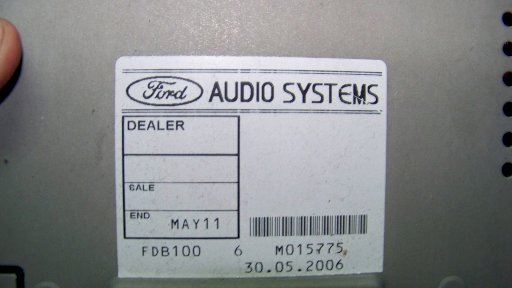 Ford AUDIO SYSTEMS
DEALER
SALE
END MAY11
FDB100 6 M015775
30.05.2006